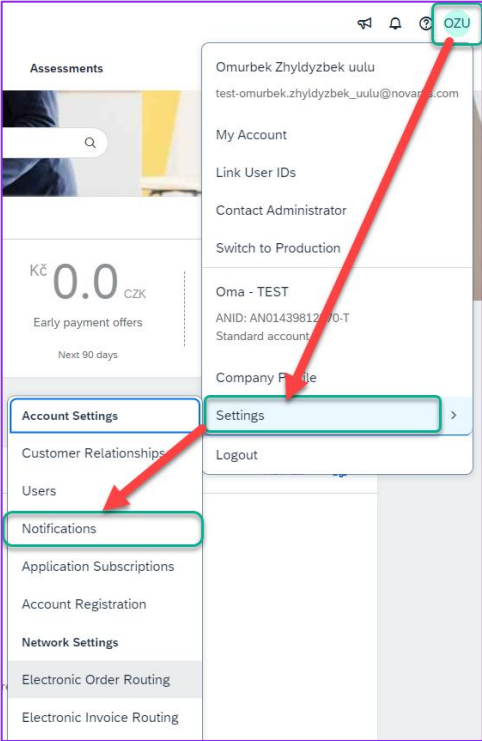 OZU
Assessments
Omurbek Zhyldyzbek uulu
My Account
Link User IDs
Contact Administrator
Switch to Production
Kč 0.0 CZK
Early payment offers
Next 90 days
Oma - TEST
Standard account
Company
Settings
Logout
Account Settings
Customer Relationships
Users
Notifications
Application Subscriptions
Account Registration
Network Settings
Electronic Order Routing
Electronic Invoice Routing